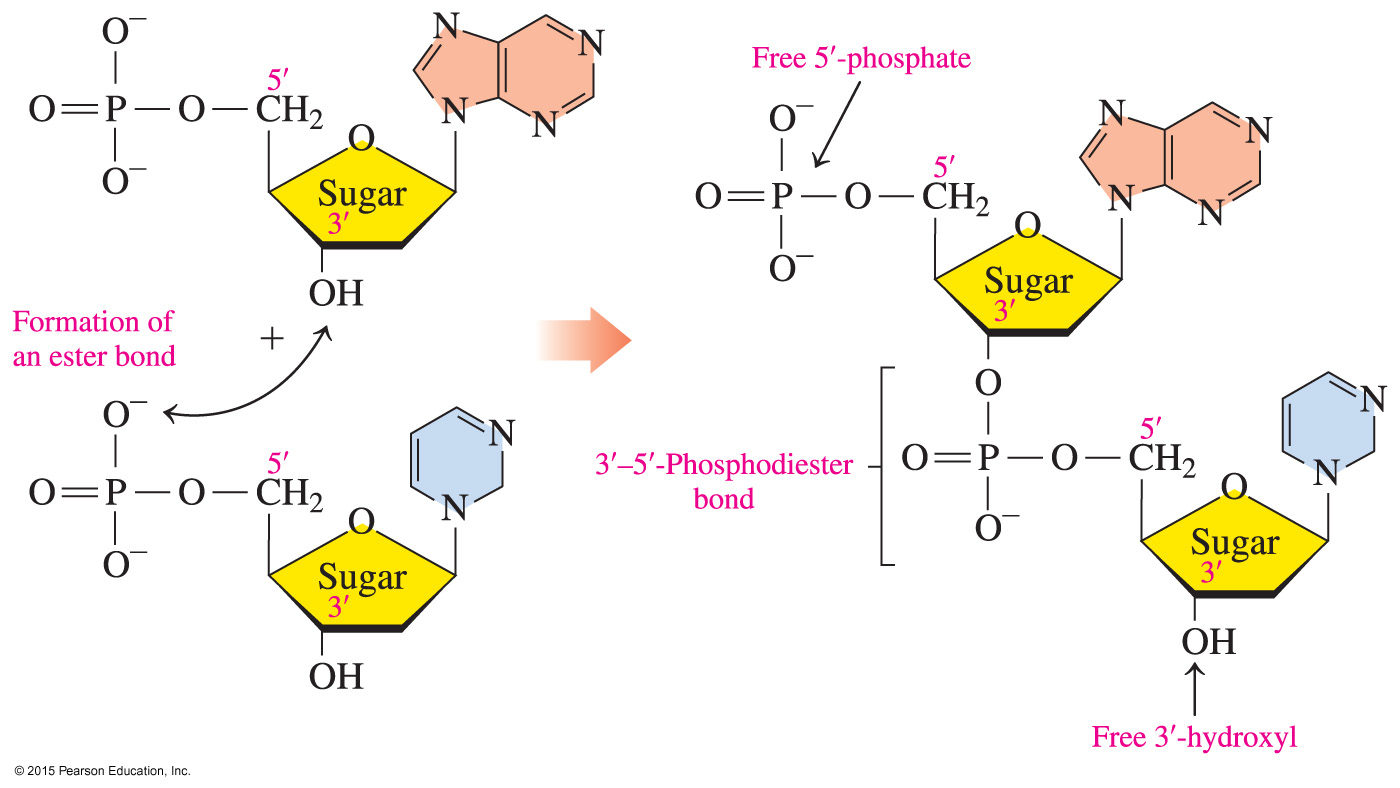 O⁻
N
N
5′
O=P—O—CH₂
N
N
O⁻
O
Sugar
3′
OH
Formation of
an ester bond
+
O⁻
N
5′
O=P—O—CH₂
N
O⁻
O
Sugar
3′
OH
Free 5′-phosphate
O⁻
N
N
5′
O=P—O—CH₂
N
N
O⁻
O
Sugar
3′
O
3′–5′-Phosphodiester
bond
N
5′
O=P—O—CH₂
N
O⁻
O
Sugar
3′
OH
Free 3′-hydroxyl
© 2015 Pearson Education, Inc.